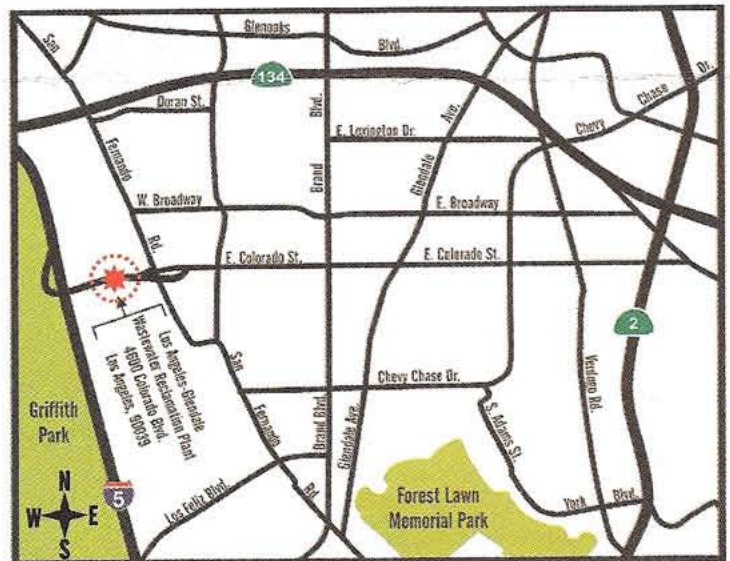 San
Glenoaks
Blvd.
134
Doran St.
Blvd.
Ave.
Chevy
Chase
Dr.
Fernando
E. Lexington Dr.
Brand
Glendale
W. Broadway
E. Broadway
Rd.
E. Colorado St.
E. Colorado St.
Los Angeles-Glendale
Wastewater Reclamation Plant
4600 Colorado Blvd.
Los Angeles, 90039
2
San
Chevy Chase Dr.
Verdugo Rd.
Griffith
Park
Fernando
Brand Blvd.
Glendale Ave.
S. Adams St.
N
W E
S
5
Los Feliz Blvd.
Rd
Forest Lawn
Memorial Park
York Blvd.